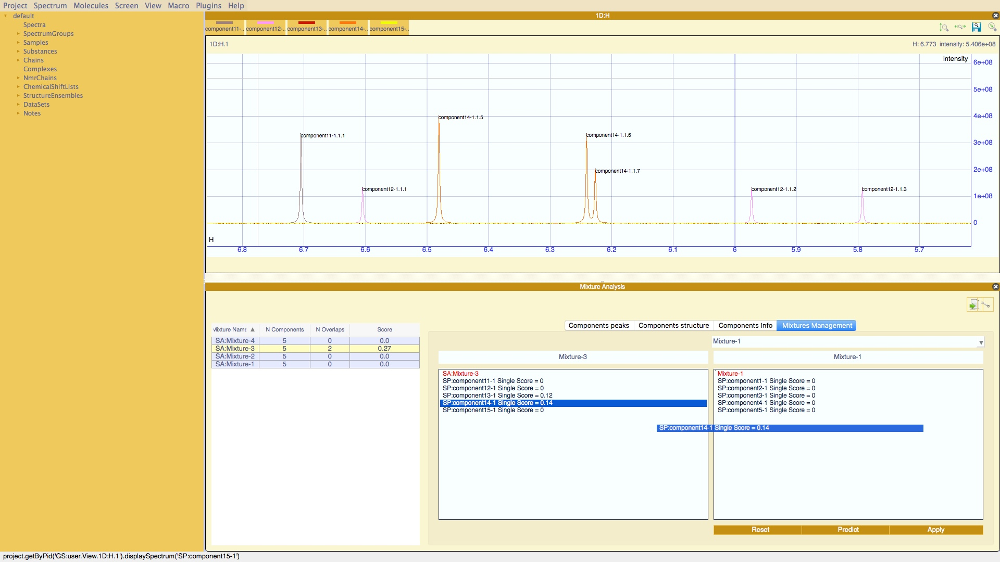 Project Spectrum Molecules Screen View Macro Plugins Help
default
Spectra
SpectrumGroups
Samples
Substances
Chains
Complexes
NmrChains
ChemicalShiftLists
StructureEnsembles
DataSets
Notes
1D:H
component11-.. component12-.. component13-.. component14-.. component15-..
1D:H.1
H: 6.773 intensity: 5.406e+08
intensity
6e+08
5e+08
4e+08
3e+08
2e+08
1e+08
0
component14-1.1.5
component11-1.1.1
component14-1.1.6
component14-1.1.7
component12-1.1.1
component12-1.1.2
component12-1.1.3
H
6.8 6.7 6.6 6.5 6.4 6.3 6.2 6.1 6 5.9 5.8 5.7
Mixture Analysis
Mixture Name N Components N Overlaps Score
SA:Mixture-4 5 0 0.0
SA:Mixture-3 5 2 0.27
SA:Mixture-2 5 0 0.0
SA:Mixture-1 5 0 0.0
Components peaks Components structure Components Info Mixtures Management
Mixture-1
Mixture-3
SA:Mixture-3
SP:component11-1 Single Score = 0
SP:component12-1 Single Score = 0
SP:component13-1 Single Score = 0.12
SP:component14-1 Single Score = 0.14
SP:component15-1 Single Score = 0
Mixture-1
Mixture-1
SP:component1-1 Single Score = 0
SP:component2-1 Single Score = 0
SP:component3-1 Single Score = 0
SP:component4-1 Single Score = 0
SP:component5-1 Single Score = 0
SP:component14-1 Single Score = 0.14
Reset Predict Apply
project.getByPid('GS:user.View.1D:H.1').displaySpectrum('SP:component15-1')